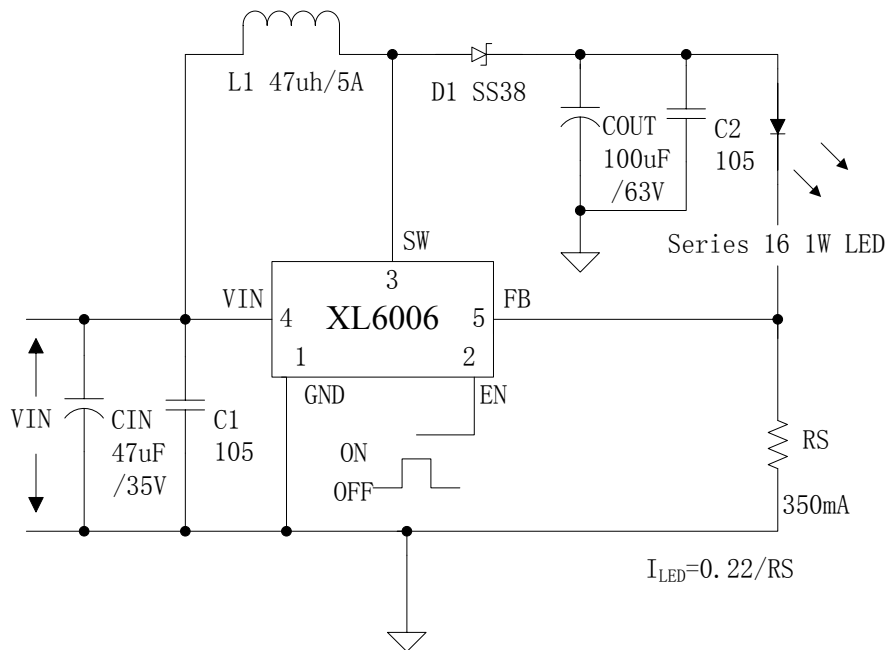 L1 47uh/5A
D1 SS38
COUT
100uF
/63V
C2
105
Series 16 1W LED
SW
3
VIN
4
XL6006
5
FB
1
2
GND
EN
VIN
CIN
47uF
/35V
C1
105
ON
OFF
RS
350mA
ILED=0.22/RS